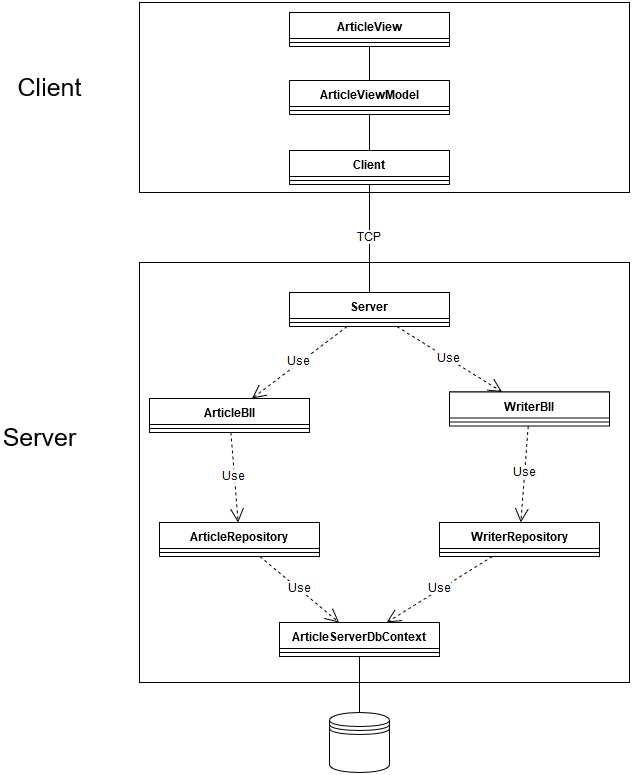 ArticleView
Client
ArticleViewModel
Client
TCP
Server
Use
Use
ArticleBll
WriterBll
Server
Use
Use
ArticleRepository
WriterRepository
Use
Use
ArticleServerDbContext